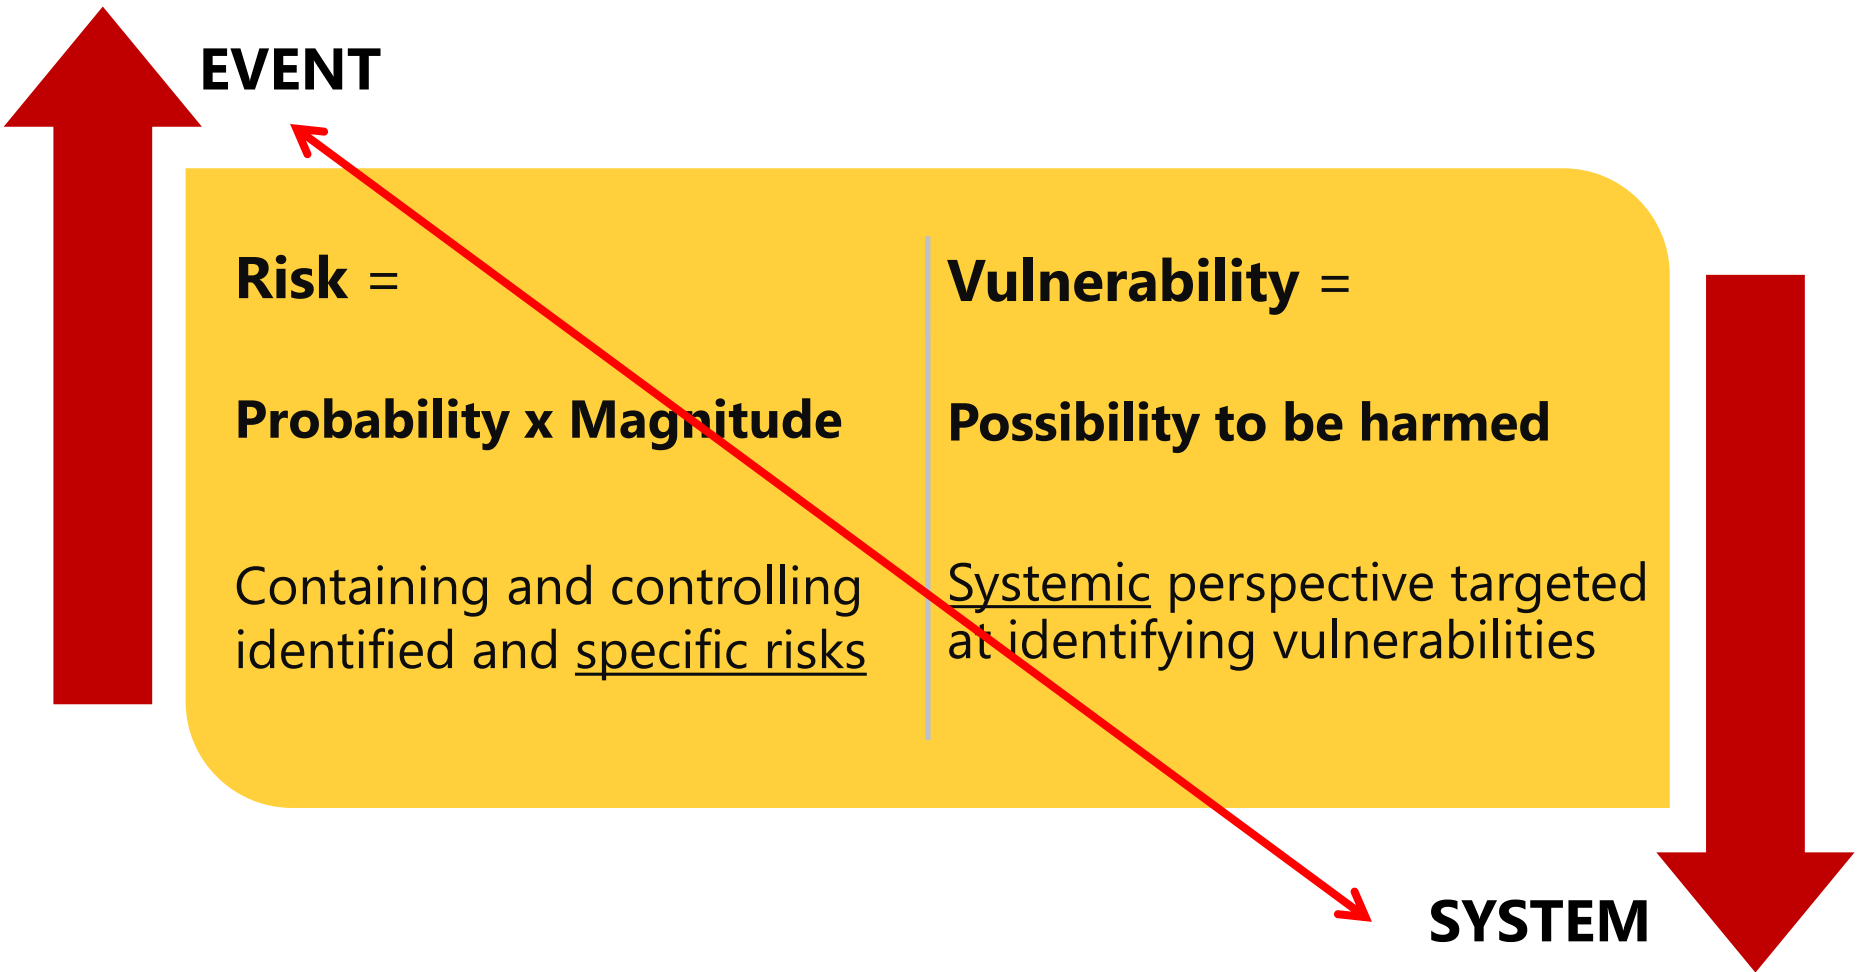 EVENT
Risk =
Probability x Magnitude
Containing and controlling
identified and specific risks
Vulnerability =
Possibility to be harmed
Systemic perspective targeted
at identifying vulnerabilities
SYSTEM